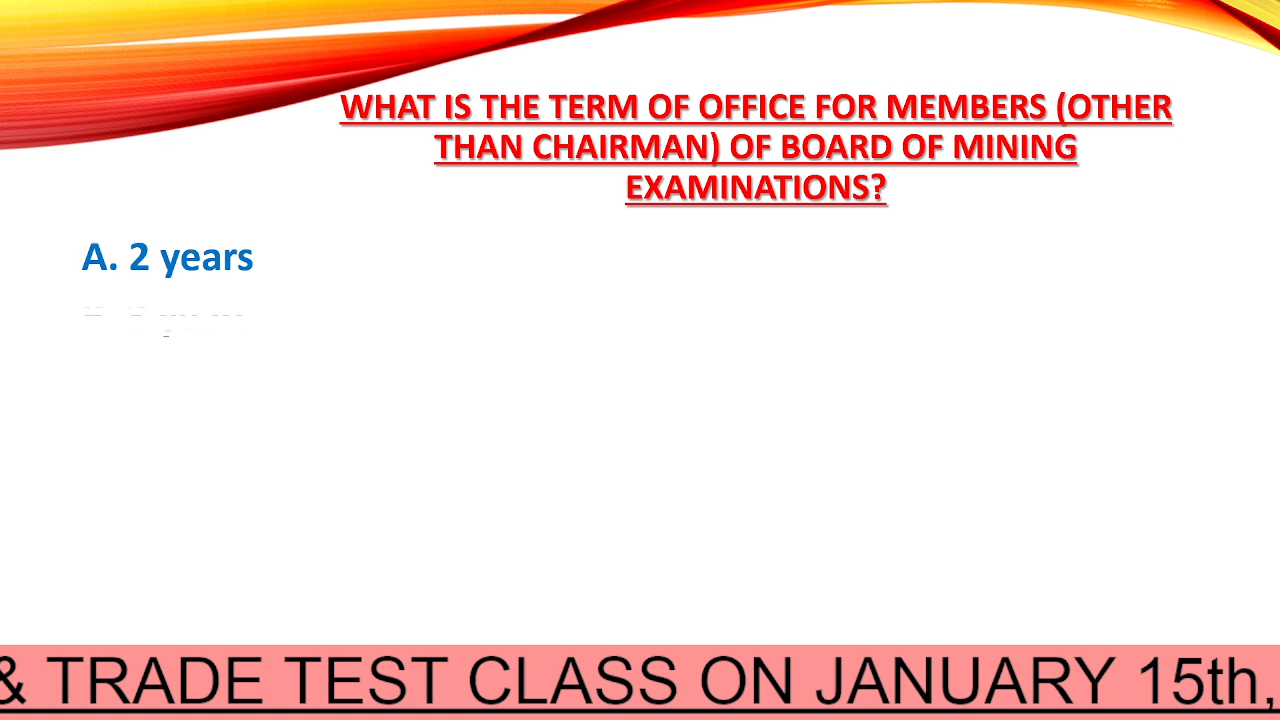 WHAT IS THE TERM OF OFFICE FOR MEMBERS (OTHER
THAN CHAIRMAN) OF BOARD OF MINING
EXAMINATIONS?
A. 2 years
& TRADE TEST CLASS ON JANUARY 15th,